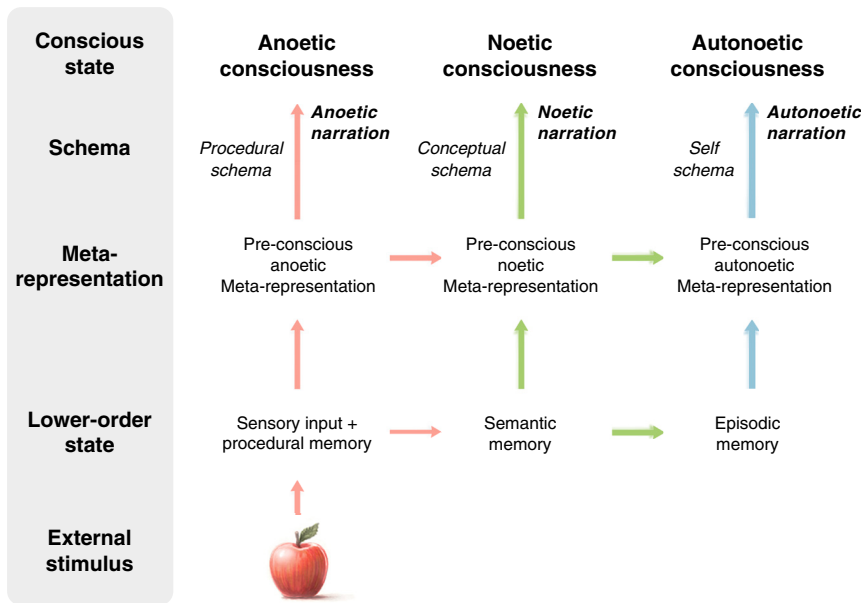 Conscious
state
Anoetic
consciousness
Noetic
consciousness
Autonoetic
consciousness
Schema
Procedural
schema
Anoetic
narration
Conceptual
schema
Noetic
narration
Self
schema
Autonoetic
narration
Meta-
representation
Pre-conscious
anoetic
Meta-representation
Pre-conscious
noetic
Meta-representation
Pre-conscious
autonoetic
Meta-representation
Lower-order
state
Sensory input +
procedural memory
Semantic
memory
Episodic
memory
External
stimulus